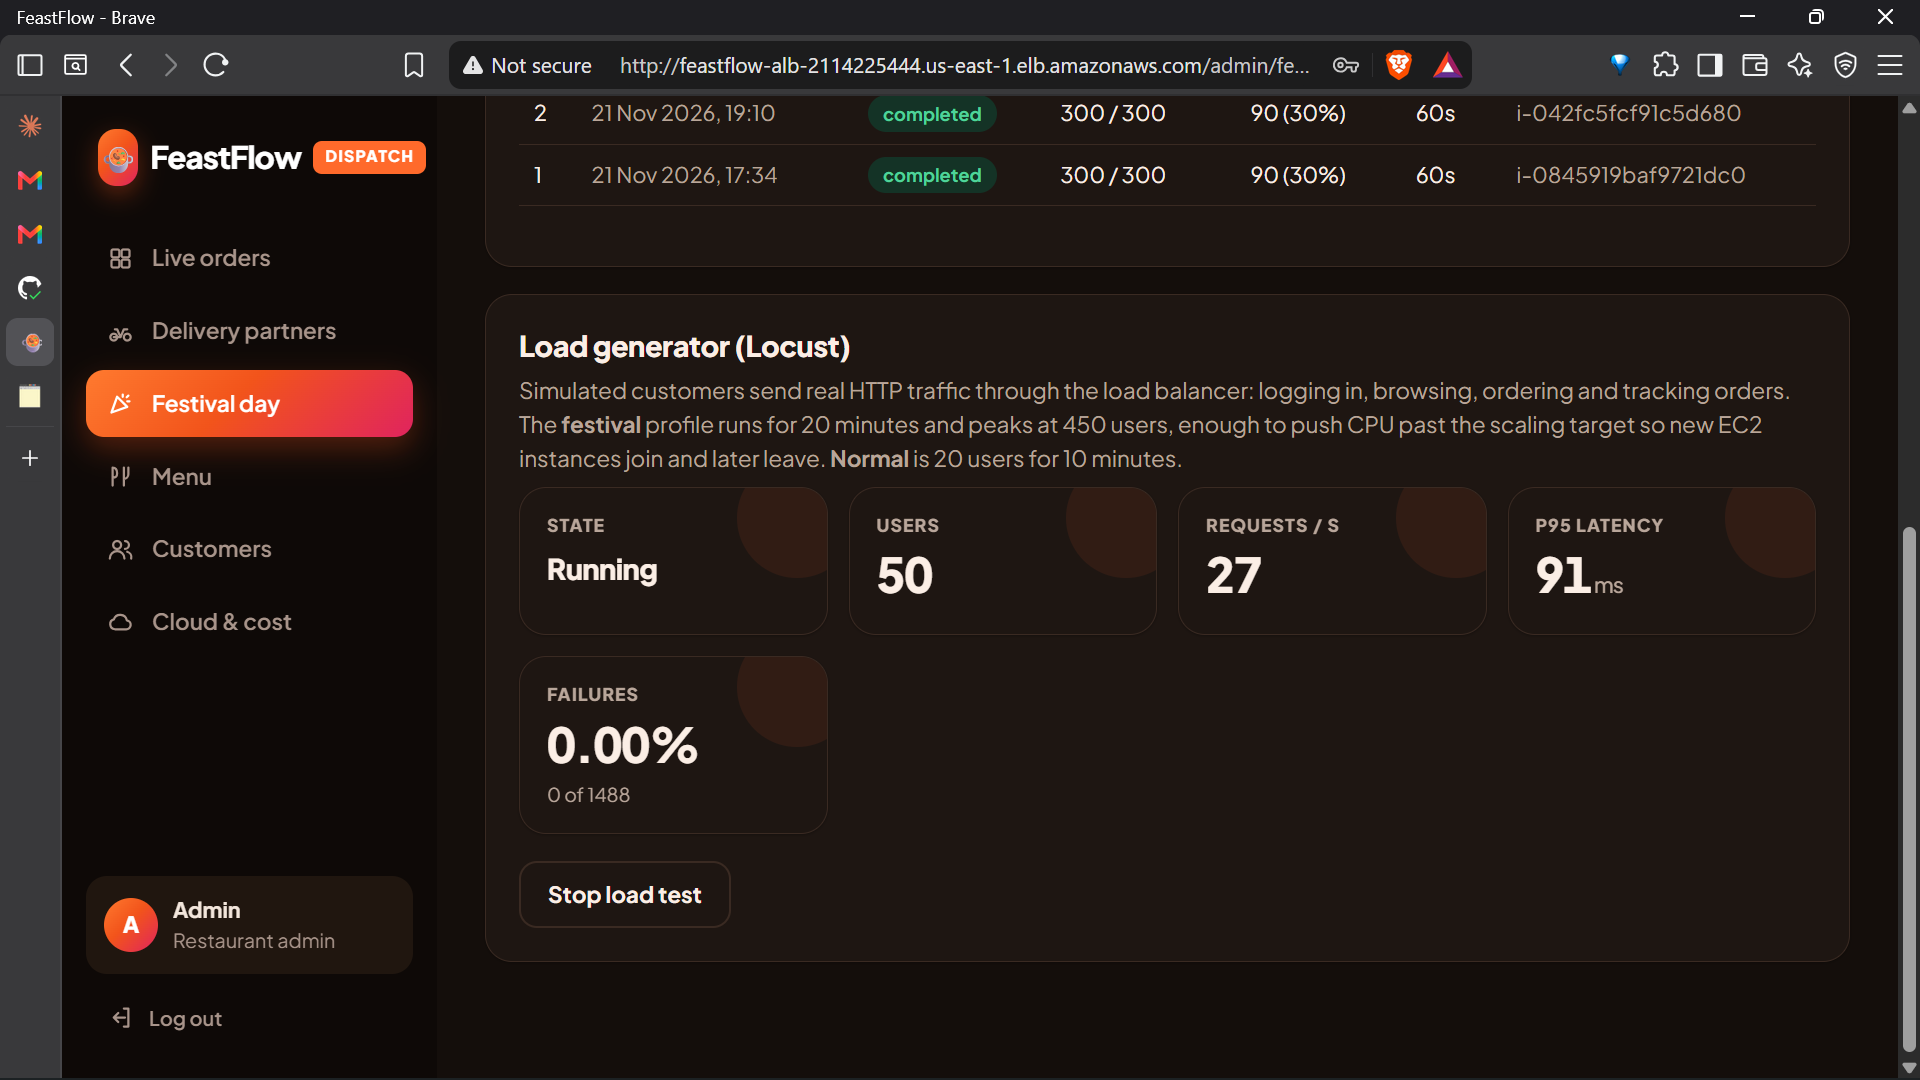 FeastFlow - Brave
Not secure http://feastflow-alb-2114225444.us-east-1.elb.amazonaws.com/admin/fe...
FeastFlow DISPATCH
Live orders
Delivery partners
Festival day
Menu
Customers
Cloud & cost
A Admin
Restaurant admin
Log out
2 21 Nov 2026, 19:10 completed 300 / 300 90 (30%) 60s i-042fc5fcf91c5d680
1 21 Nov 2026, 17:34 completed 300 / 300 90 (30%) 60s i-0845919baf9721dc0
Load generator (Locust)
Simulated customers send real HTTP traffic through the load balancer: logging in, browsing, ordering and tracking orders.
The festival profile runs for 20 minutes and peaks at 450 users, enough to push CPU past the scaling target so new EC2
instances join and later leave. Normal is 20 users for 10 minutes.
STATE
Running
USERS
50
REQUESTS / S
27
P95 LATENCY
91 ms
FAILURES
0.00%
0 of 1488
Stop load test